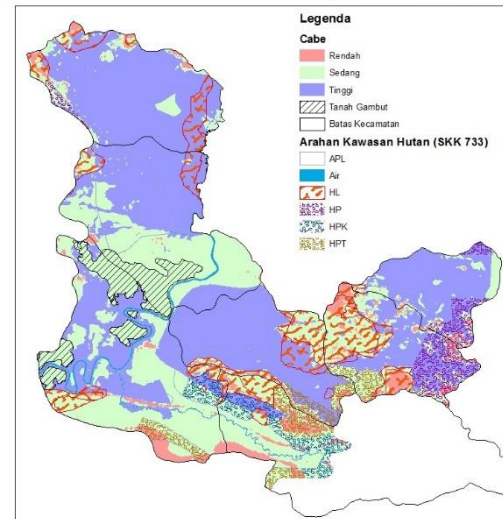 Legenda
Cabe
Rendah
Sedang
Tinggi
Tanah Gambut
Batas Kecamatan
Arahan Kawasan Hutan (SKK 733)
APL
Air
HL
HP
HPK
HPT